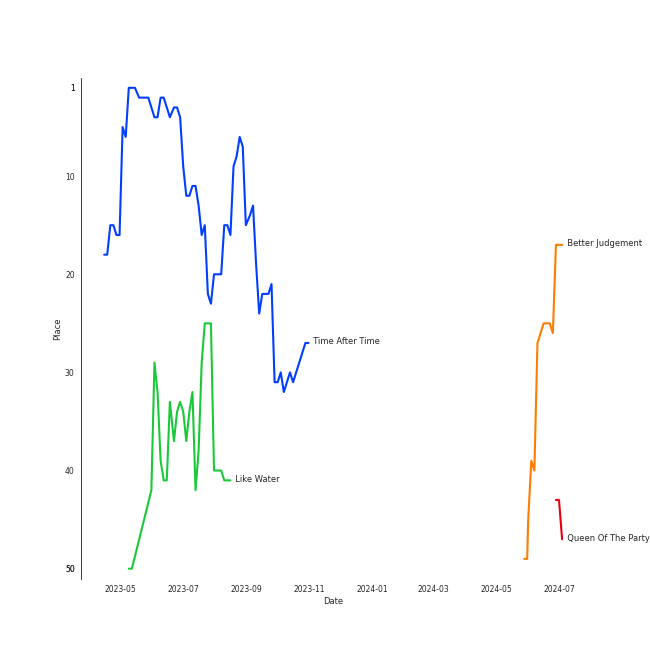 1
10
20
30
40
50
Place
Better Judgement
Time After Time
Like Water
Queen Of The Party
2023-05
2023-07
2023-09
2023-11
2024-01
2024-03
2024-05
2024-07
Date